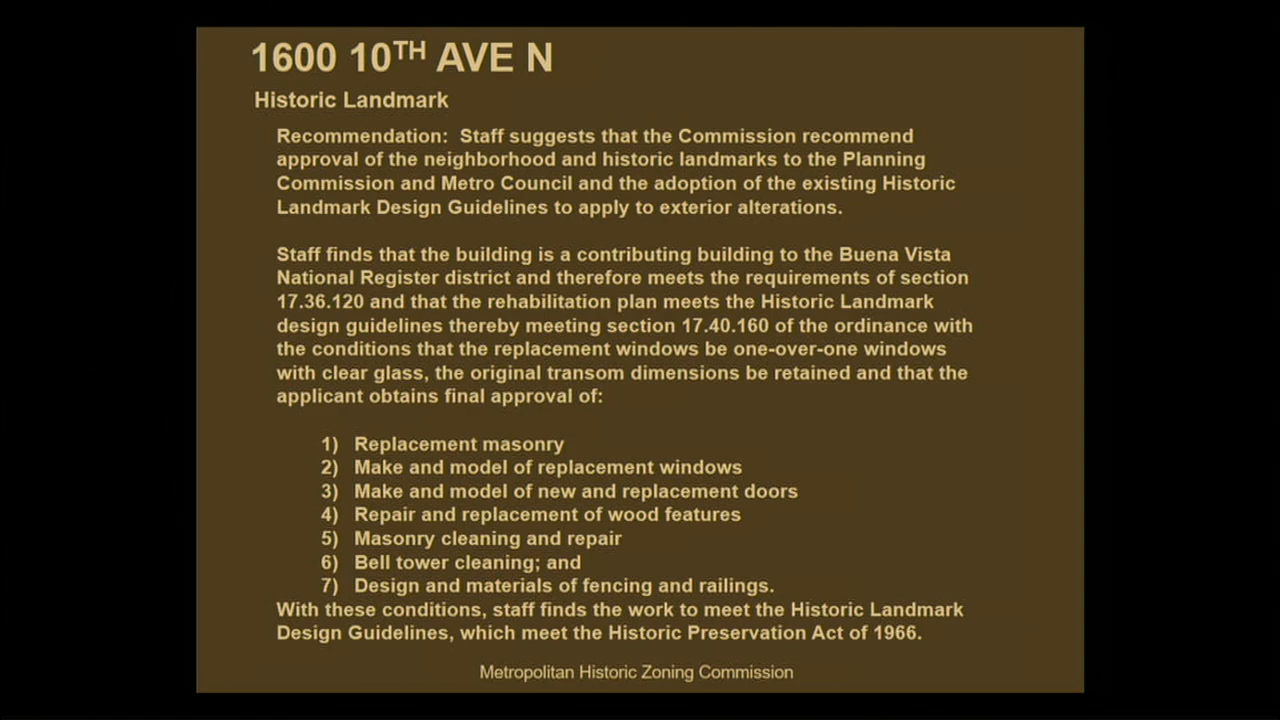 1600 10TH AVE N
Historic Landmark
Recommendation: Staff suggests that the Commission recommend
approval of the neighborhood and historic landmarks to the Planning
Commission and Metro Council and the adoption of the existing Historic
Landmark Design Guidelines to apply to exterior alterations.
Staff finds that the building is a contributing building to the Buena Vista
National Register district and therefore meets the requirements of section
17.36.120 and that the rehabilitation plan meets the Historic Landmark
design guidelines thereby meeting section 17.40.160 of the ordinance with
the conditions that the replacement windows be one-over-one windows
with clear glass, the original transom dimensions be retained and that the
applicant obtains final approval of:
1) Replacement masonry
2) Make and model of replacement windows
3) Make and model of new and replacement doors
4) Repair and replacement of wood features
5) Masonry cleaning and repair
6) Bell tower cleaning; and
7) Design and materials of fencing and railings.
With these conditions, staff finds the work to meet the Historic Landmark
Design Guidelines, which meet the Historic Preservation Act of 1966.
Metropolitan Historic Zoning Commission